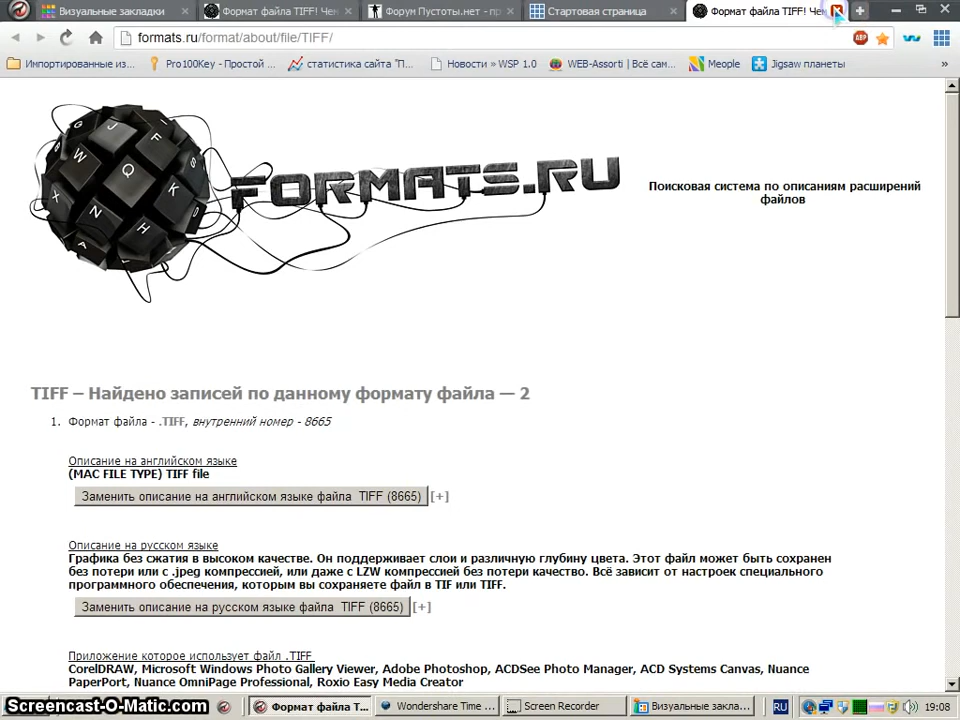 Визуальные закладки
Формат файла TIFF! Чем
Форум Пустоты.нет - пр
Стартовая страница
Формат файла TIFF! Чем
formats.ru/format/about/file/TIFF/
ABP
Импортированные из...
Pro100Key - Простой ...
статистика сайта "П...
Новости » WSP 1.0
WEB-Assorti | Всё сам...
Meople
Jigsaw планеты
»
FORMATS.RU
Поисковая система по описаниям расширений
файлов
TIFF – Найдено записей по данному формату файла — 2
1. Формат файла - .TIFF, внутренний номер - 8665
Описание на английском языке
(MAC FILE TYPE) TIFF file
Заменить описание на английском языке файла TIFF (8665) [+]
Описание на русском языке
Графика без сжатия в высоком качестве. Он поддерживает слои и различную глубину цвета. Этот файл может быть сохранен
без потери или с .jpeg компрессией, или даже с LZW компрессией без потери качество. Всё зависит от настроек специального
программного обеспечения, которым вы сохраняете файл в TIF или TIFF.
Заменить описание на русском языке файла TIFF (8665) [+]
Приложение которое использует файл .TIFF
CorelDRAW, Microsoft Windows Photo Gallery Viewer, Adobe Photoshop, ACDSee Photo Manager, ACD Systems Canvas, Nuance
PaperPort, Nuance OmniPage Professional, Roxio Easy Media Creator
Screencast-O-Matic.com
Формат файла Т...
Wondershare Time ...
Screen Recorder
Визуальные закла...
RU
19:08